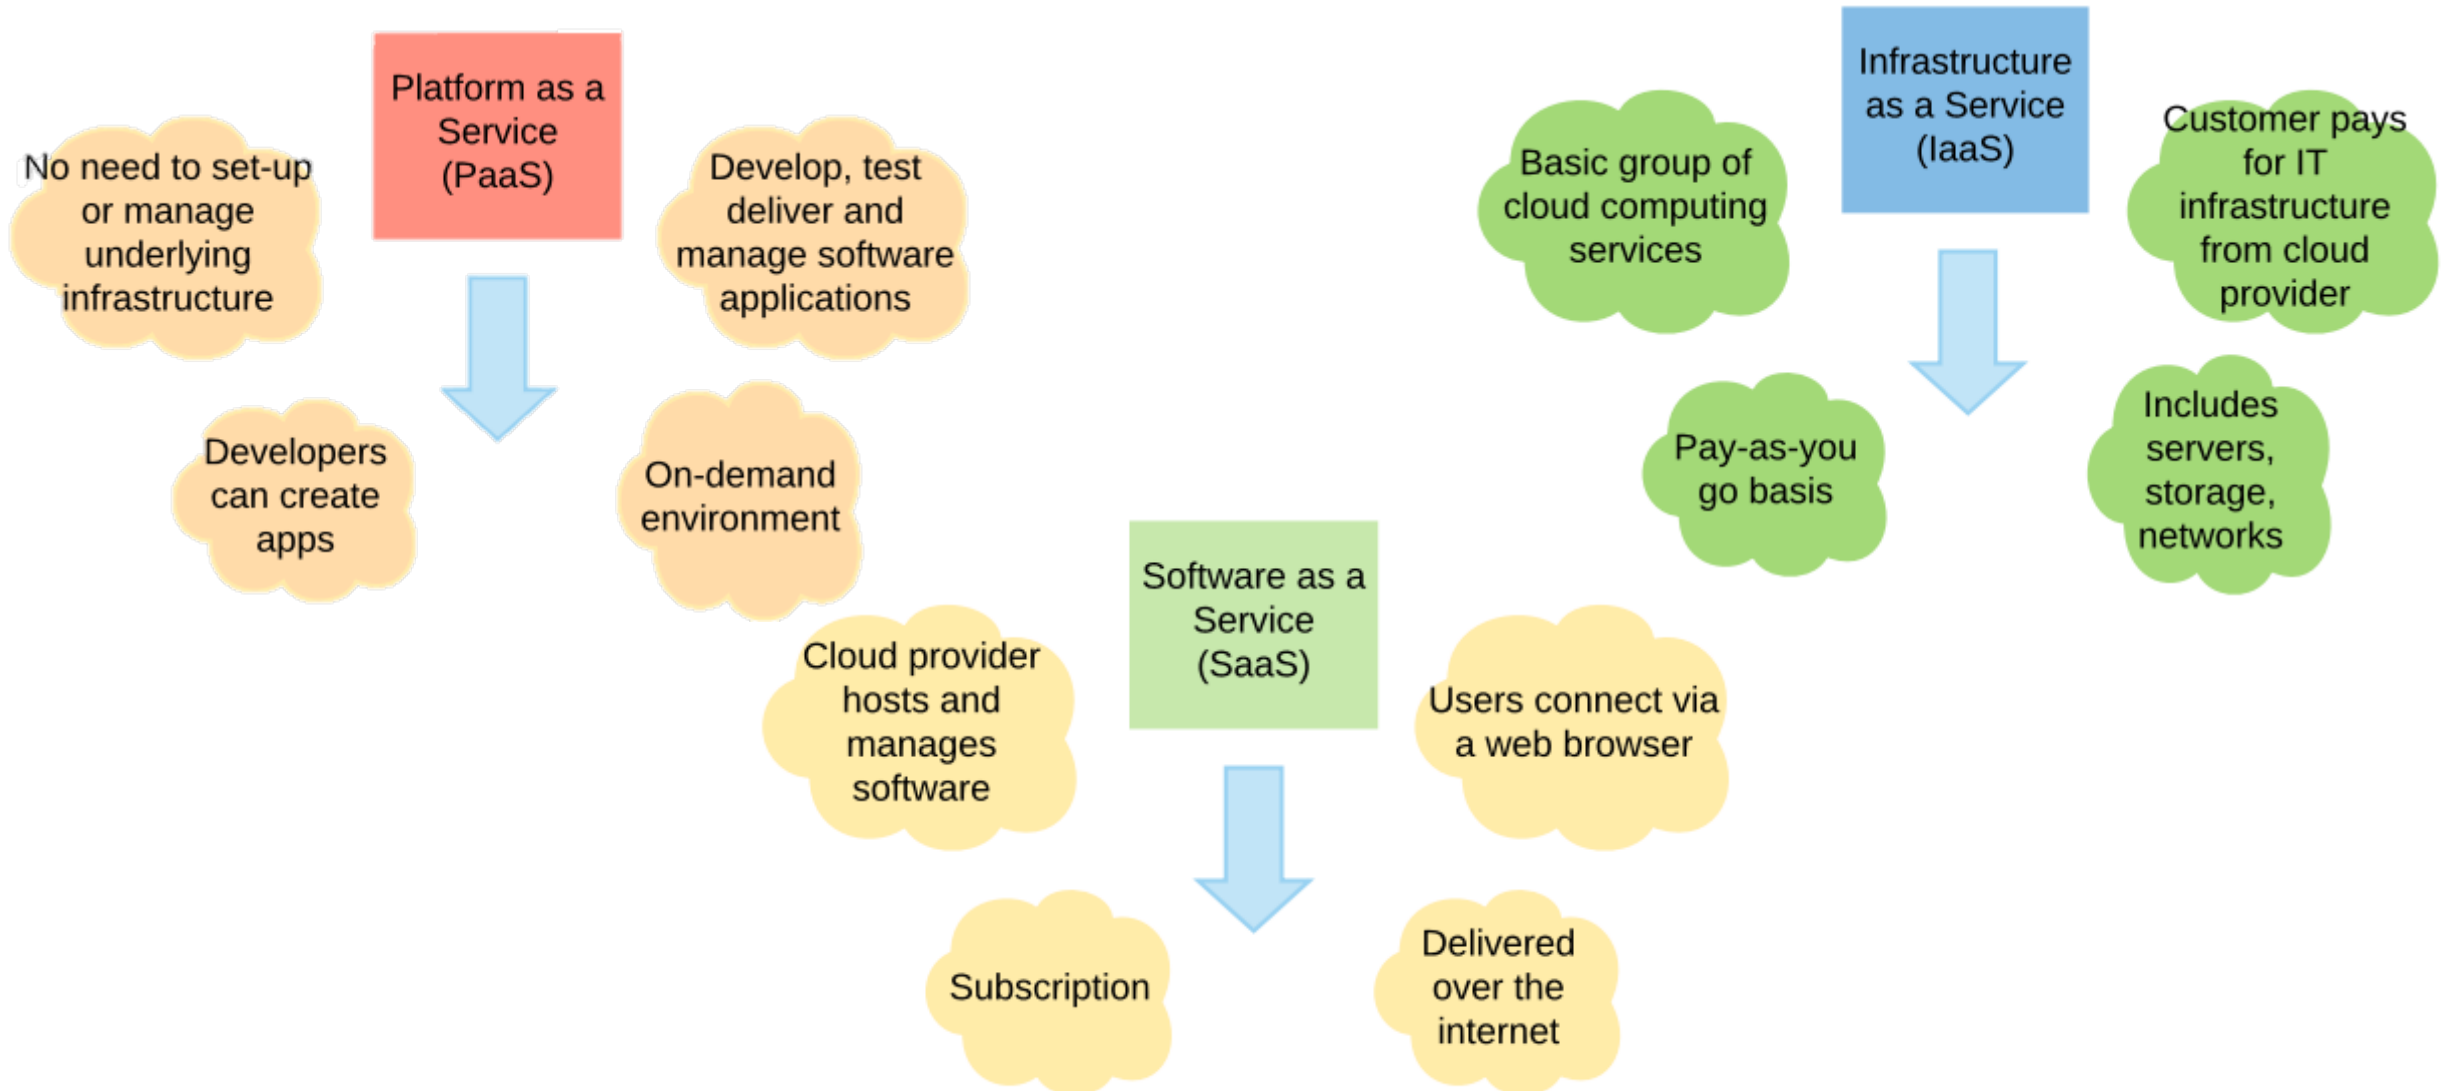 Platform as a
Service
(PaaS)
No need to set-up
or manage
underlying
infrastructure
Develop, test
deliver and
manage software
applications
Developers
can create
apps
On-demand
environment
Infrastructure
as a Service
(IaaS)
Basic group of
cloud computing
services
Customer pays
for IT
infrastructure
from cloud
provider
Pay-as-you
go basis
Includes
servers,
storage,
networks
Software as a
Service
(SaaS)
Cloud provider
hosts and
manages
software
Users connect via
a web browser
Subscription
Delivered
over the
internet